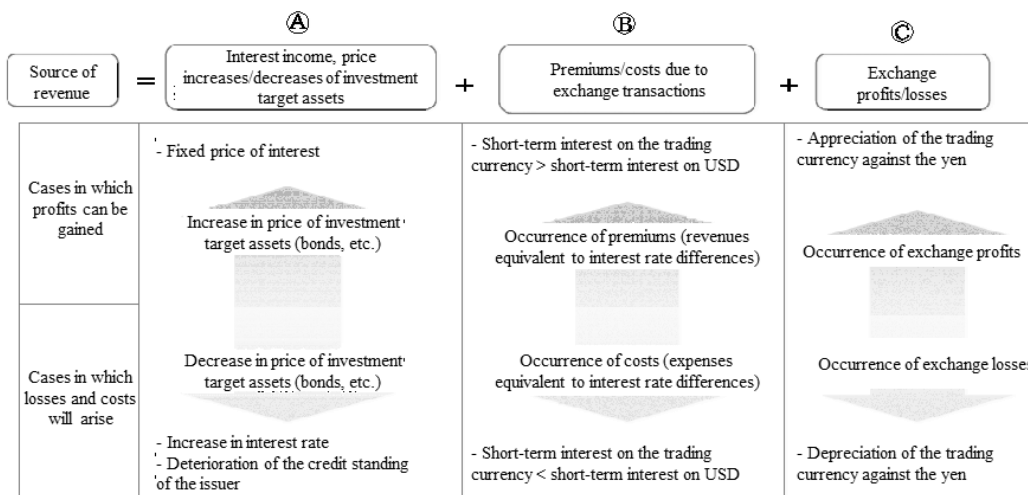 Ⓐ
Ⓑ
Ⓒ
Source of
revenue
=
Interest income, price
increases/decreases of investment
target assets
+
Premiums/costs due to
exchange transactions
+
Exchange
profits/losses
Cases in which
profits can be
gained
- Fixed price of interest
Increase in price of investment
target assets (bonds, etc.)
- Short-term interest on the trading
currency > short-term interest on USD
Occurrence of premiums (revenues
equivalent to interest rate differences)
- Appreciation of the trading
currency against the yen
Occurrence of exchange profits
Cases in which
losses and costs
will arise
Decrease in price of investment
target assets (bonds, etc.)
- Increase in interest rate
- Deterioration of the credit standing
of the issuer
Occurrence of costs (expenses
equivalent to interest rate differences)
- Short-term interest on the trading
currency < short-term interest on USD
Occurrence of exchange losses
- Depreciation of the trading
currency against the yen